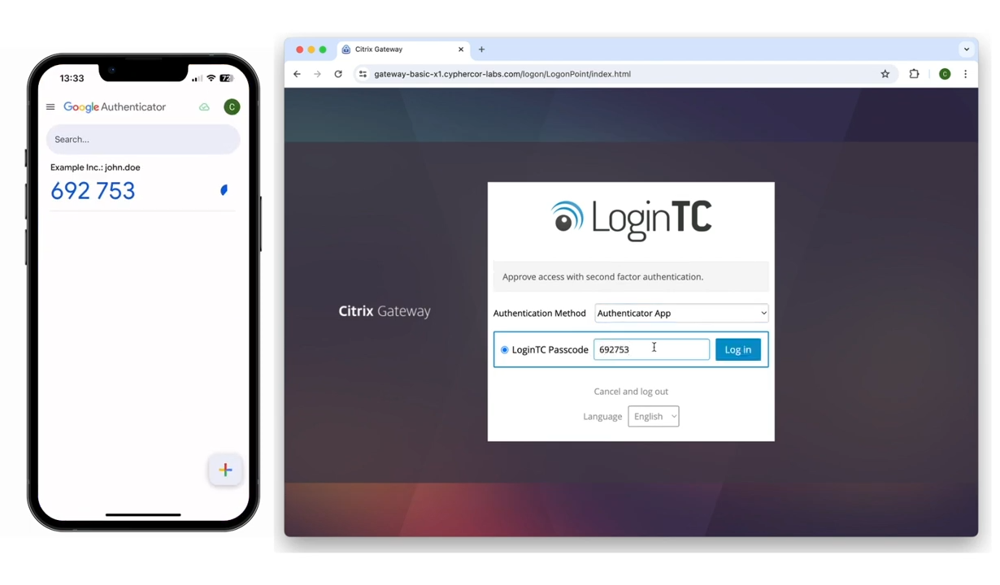 13:33
72
Google Authenticator
C
Search...
Example Inc.: john.doe
692 753
Citrix Gateway
gateway-basic-x1.cyphercor-labs.com/logon/LogonPoint/index.html
C
LoginTC
Approve access with second factor authentication.
Authentication Method Authenticator App
Citrix Gateway
LoginTC Passcode 692753 Log in
Cancel and log out
Language English